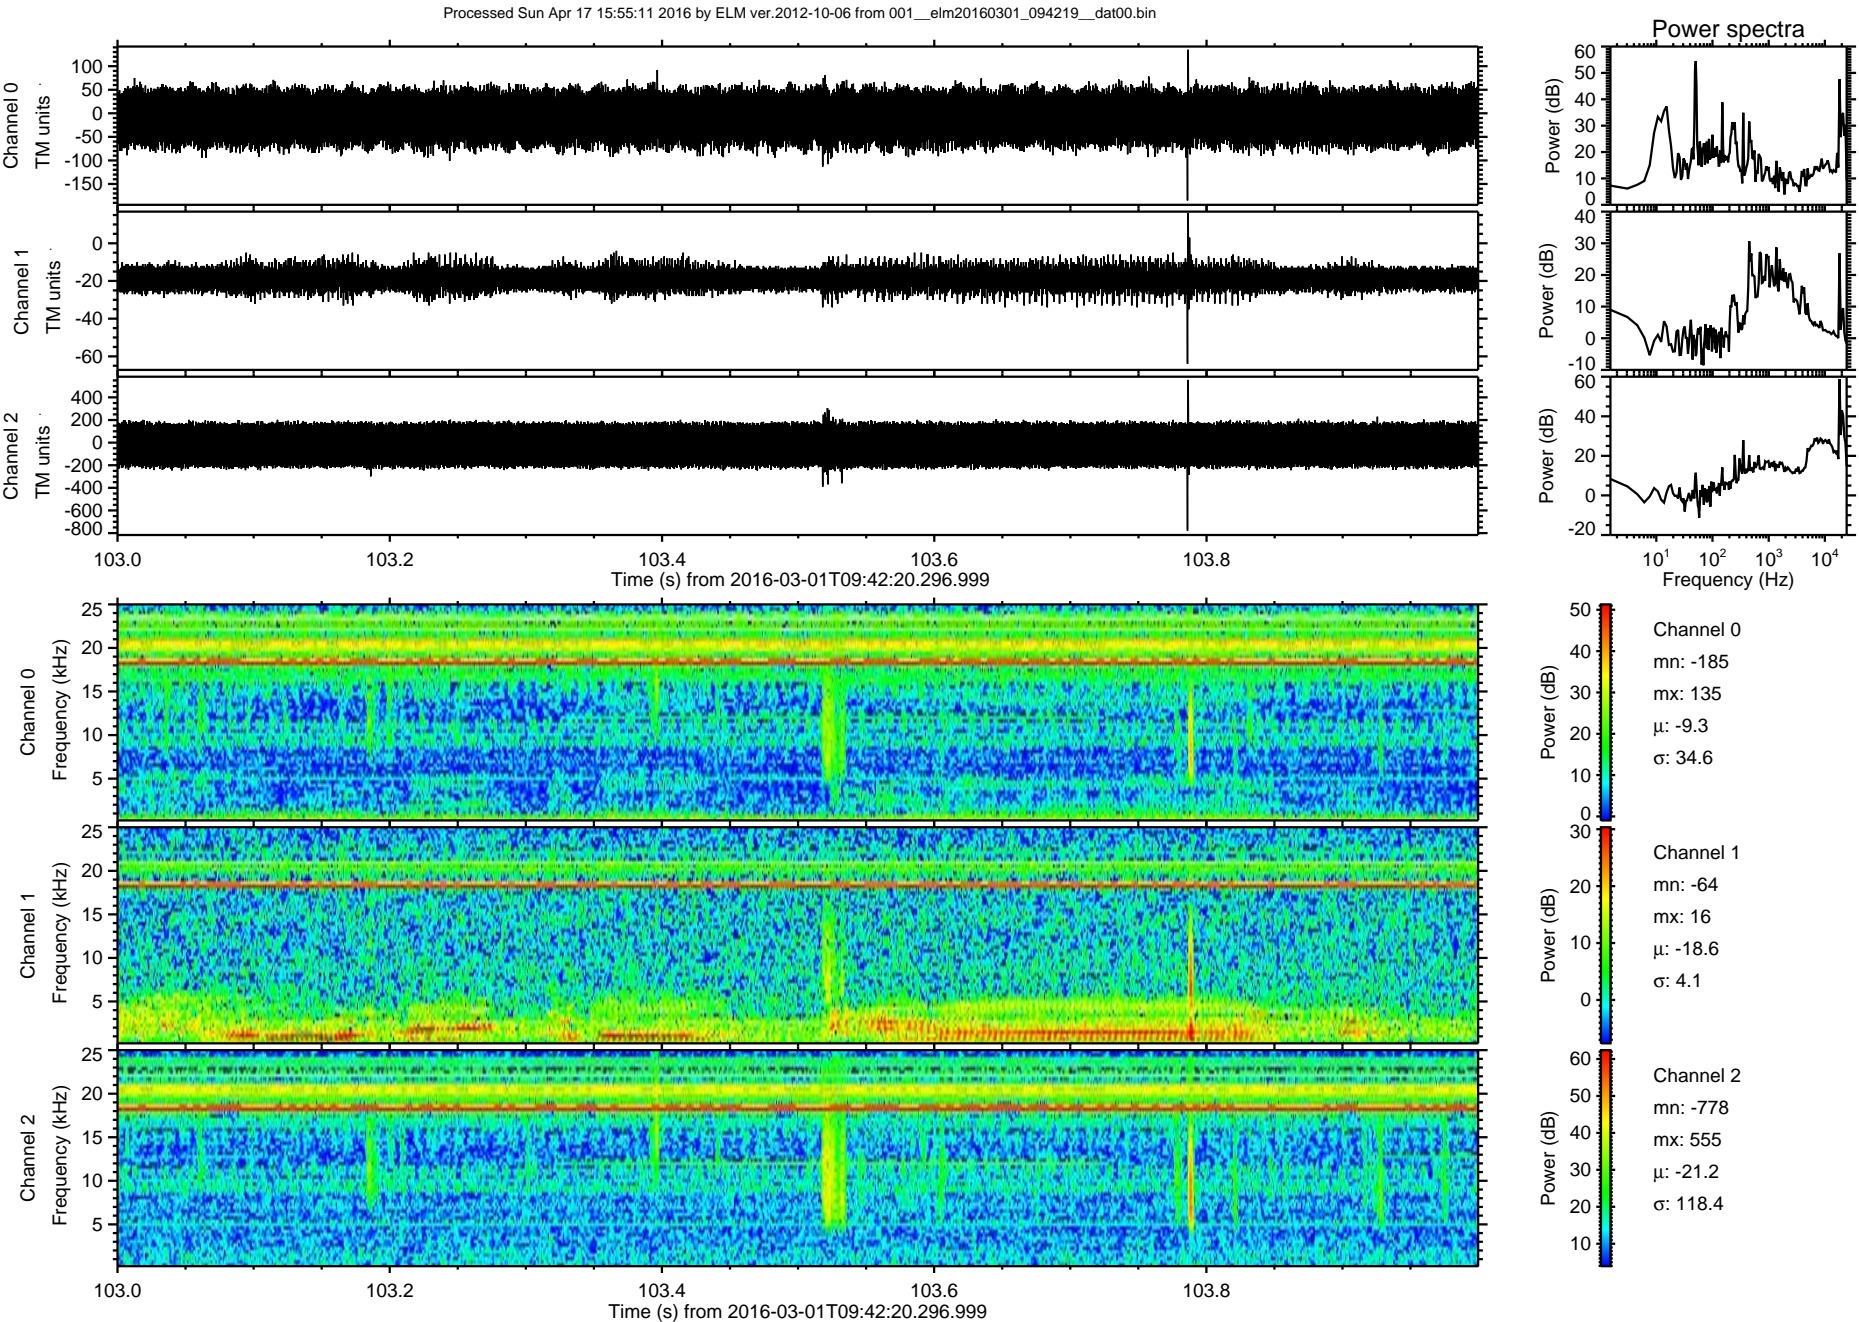 Processed Sun Apr 17 15:55:11 2016 by ELM ver.2012-10-06 from 001__elm20160301_094219__dat00.bin
Power spectra
Channel 0
TM units
100
50
0
-50
-100
-150
Power (dB)
60
50
40
30
20
10
0
Channel 1
TM units
0
-20
-40
-60
Power (dB)
40
30
20
10
0
-10
Channel 2
TM units
400
200
0
-200
-400
-600
-800
Power (dB)
60
40
20
0
-20
103.0 103.2 103.4 103.6 103.8
Time (s) from 2016-03-01T09:42:20.296.999
10^1 10^2 10^3 10^4
Frequency (Hz)
Channel 0
Frequency (kHz)
25
20
15
10
5
Power (dB)
50
40
30
20
10
0
Channel 0
mn: -185
mx: 135
μ: -9.3
σ: 34.6
Channel 1
Frequency (kHz)
25
20
15
10
5
Power (dB)
30
20
10
0
Channel 1
mn: -64
mx: 16
μ: -18.6
σ: 4.1
Channel 2
Frequency (kHz)
25
20
15
10
5
Power (dB)
60
50
40
30
20
10
Channel 2
mn: -778
mx: 555
μ: -21.2
σ: 118.4
103.0 103.2 103.4 103.6 103.8
Time (s) from 2016-03-01T09:42:20.296.999